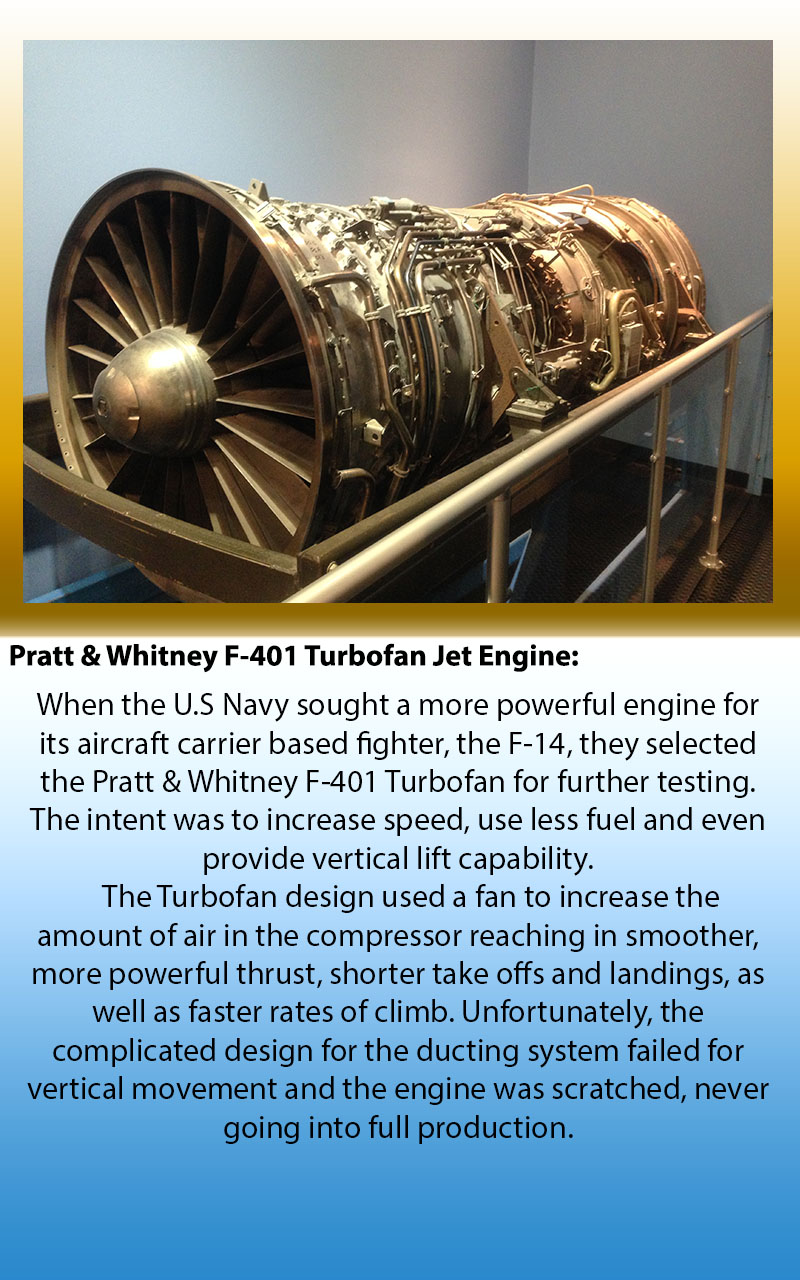 Pratt & Whitney F-401 Turbofan Jet Engine:
When the U.S Navy sought a more powerful engine for
its aircraft carrier based fighter, the F-14, they selected
the Pratt & Whitney F-401 Turbofan for further testing.
The intent was to increase speed, use less fuel and even
provide vertical lift capability.
The Turbofan design used a fan to increase the
amount of air in the compressor reaching in smoother,
more powerful thrust, shorter take offs and landings, as
well as faster rates of climb. Unfortunately, the
complicated design for the ducting system failed for
vertical movement and the engine was scratched, never
going into full production.